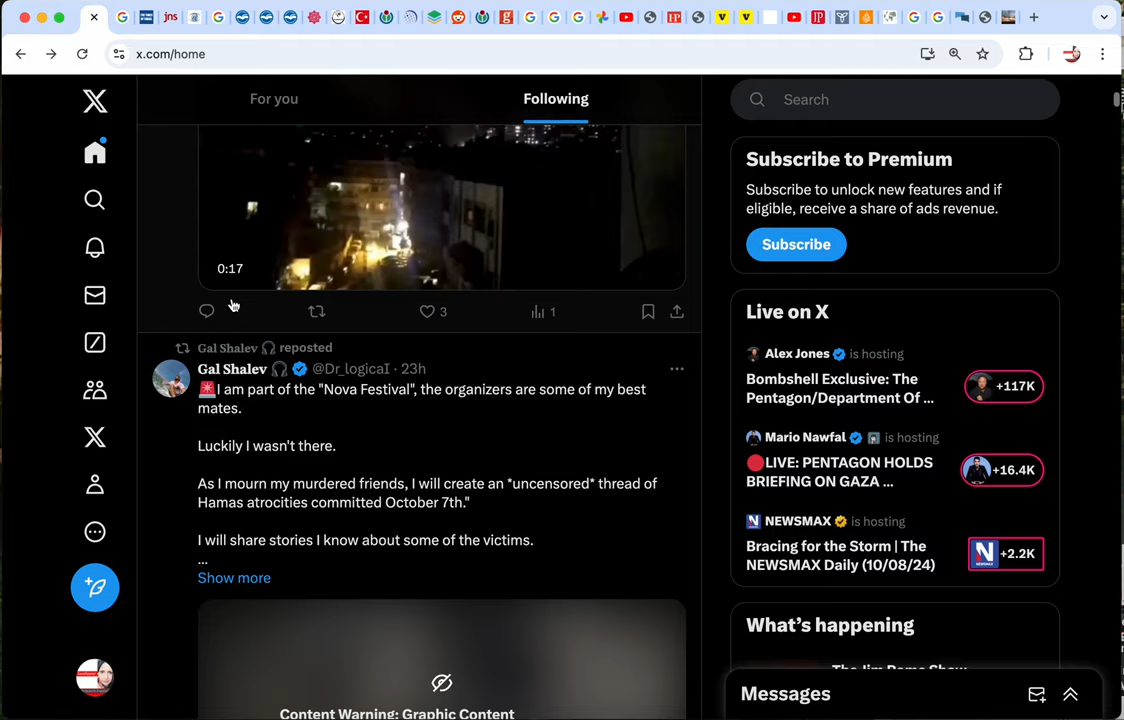 x.com/home
For you
Following
Search
0:17
3
1
Gal Shalev 🎧 reposted
Gal Shalev 🎧 @Dr_logicaI · 23h
🚨I am part of the "Nova Festival", the organizers are some of my best
mates.
Luckily I wasn't there.
As I mourn my murdered friends, I will create an *uncensored* thread of
Hamas atrocities committed October 7th."
I will share stories I know about some of the victims.
...
Show more
Content Warning: Graphic Content
Subscribe to Premium
Subscribe to unlock new features and if
eligible, receive a share of ads revenue.
Subscribe
Live on X
Alex Jones is hosting
Bombshell Exclusive: The
Pentagon/Department Of ...
+117K
Mario Nawfal is hosting
🔴LIVE: PENTAGON HOLDS
BRIEFING ON GAZA ...
+16.4K
NEWSMAX is hosting
Bracing for the Storm | The
NEWSMAX Daily (10/08/24)
+2.2K
What's happening
The Jim Rome Show
Messages